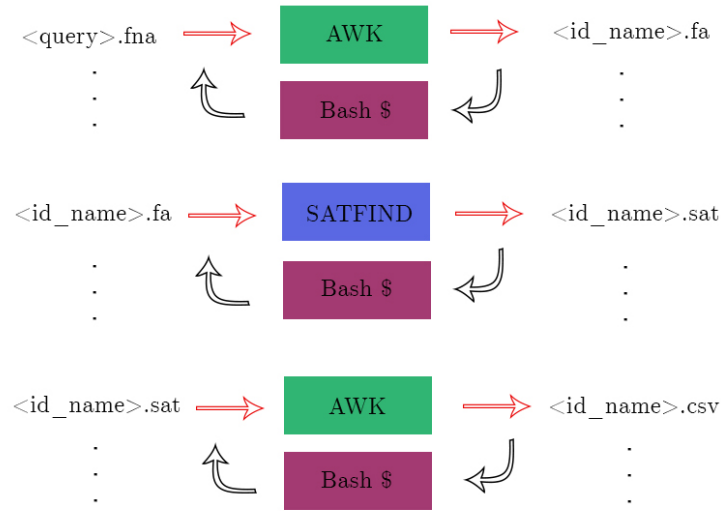 <query>.fna AWK <id_name>.fa
Bash $
<id_name>.fa SATFIND <id_name>.sat
Bash $
<id_name>.sat AWK <id_name>.csv
Bash $